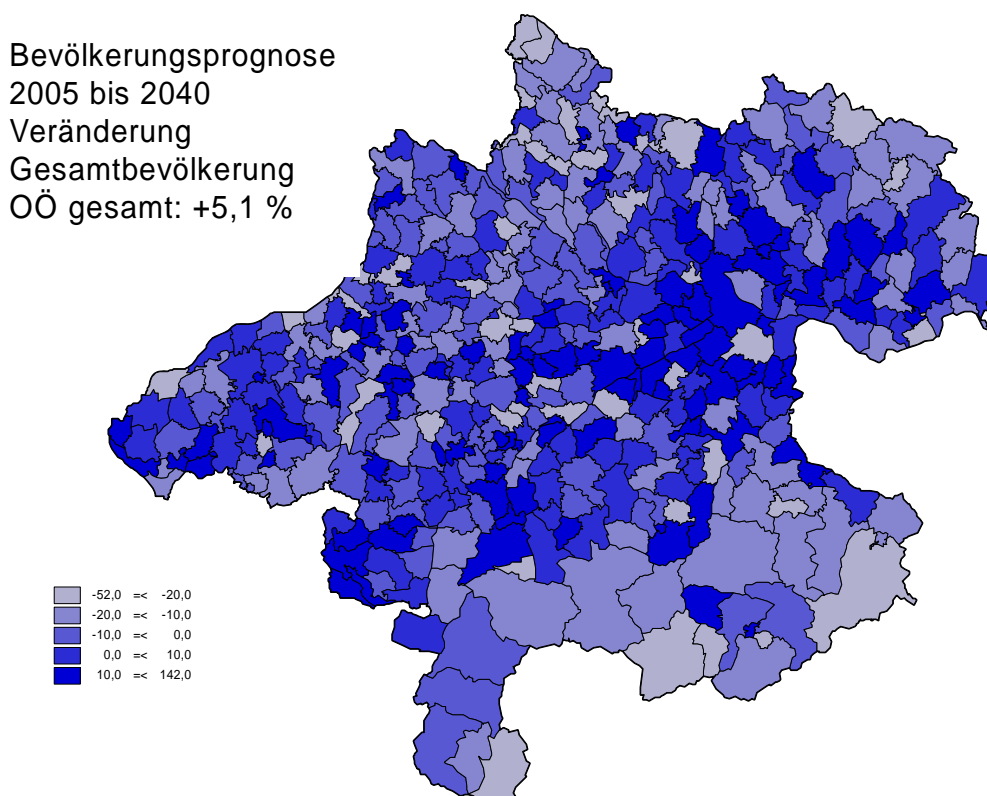 Bevölkerungsprognose
2005 bis 2040
Veränderung
Gesamtbevölkerung
OÖ gesamt: +5,1 %
-52,0 =< -20,0
-20,0 =< -10,0
-10,0 =< 0,0
0,0 =< 10,0
10,0 =< 142,0